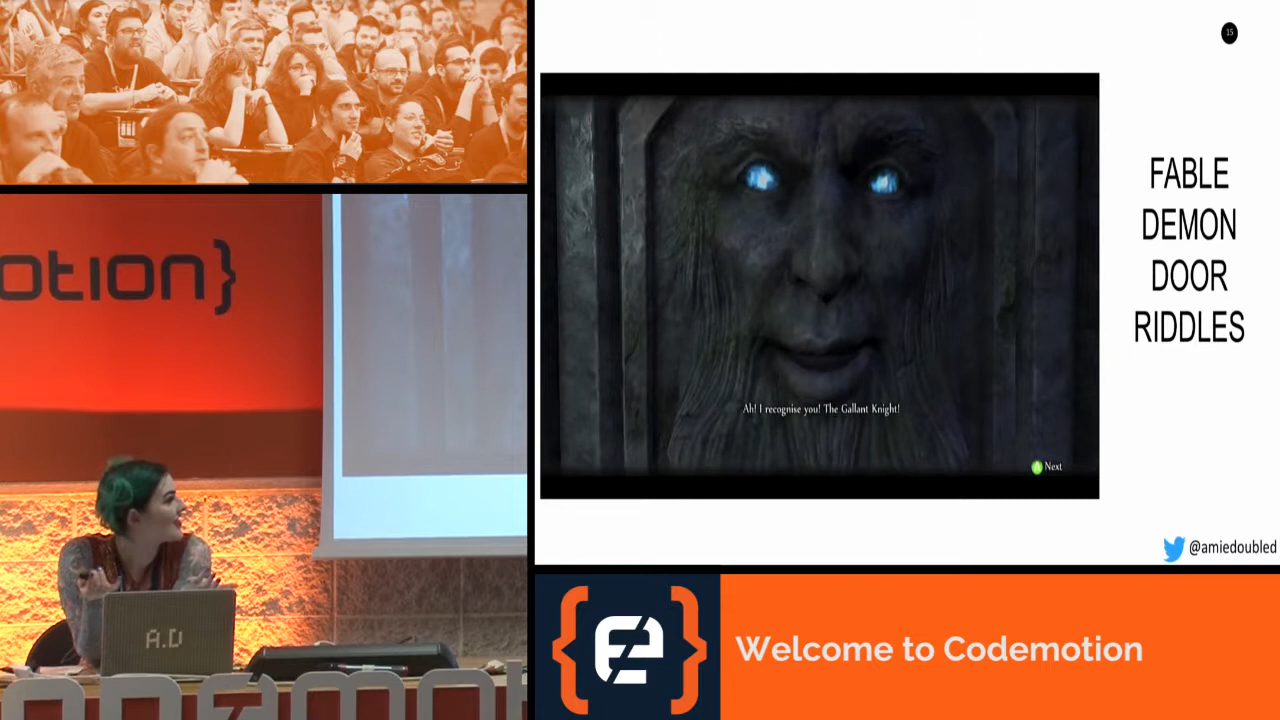 otion}
A.D
15
Ah! I recognise you! The Gallant Knight!
A Next
FABLE
DEMON
DOOR
RIDDLES
@amiedoubled
Welcome to Codemotion